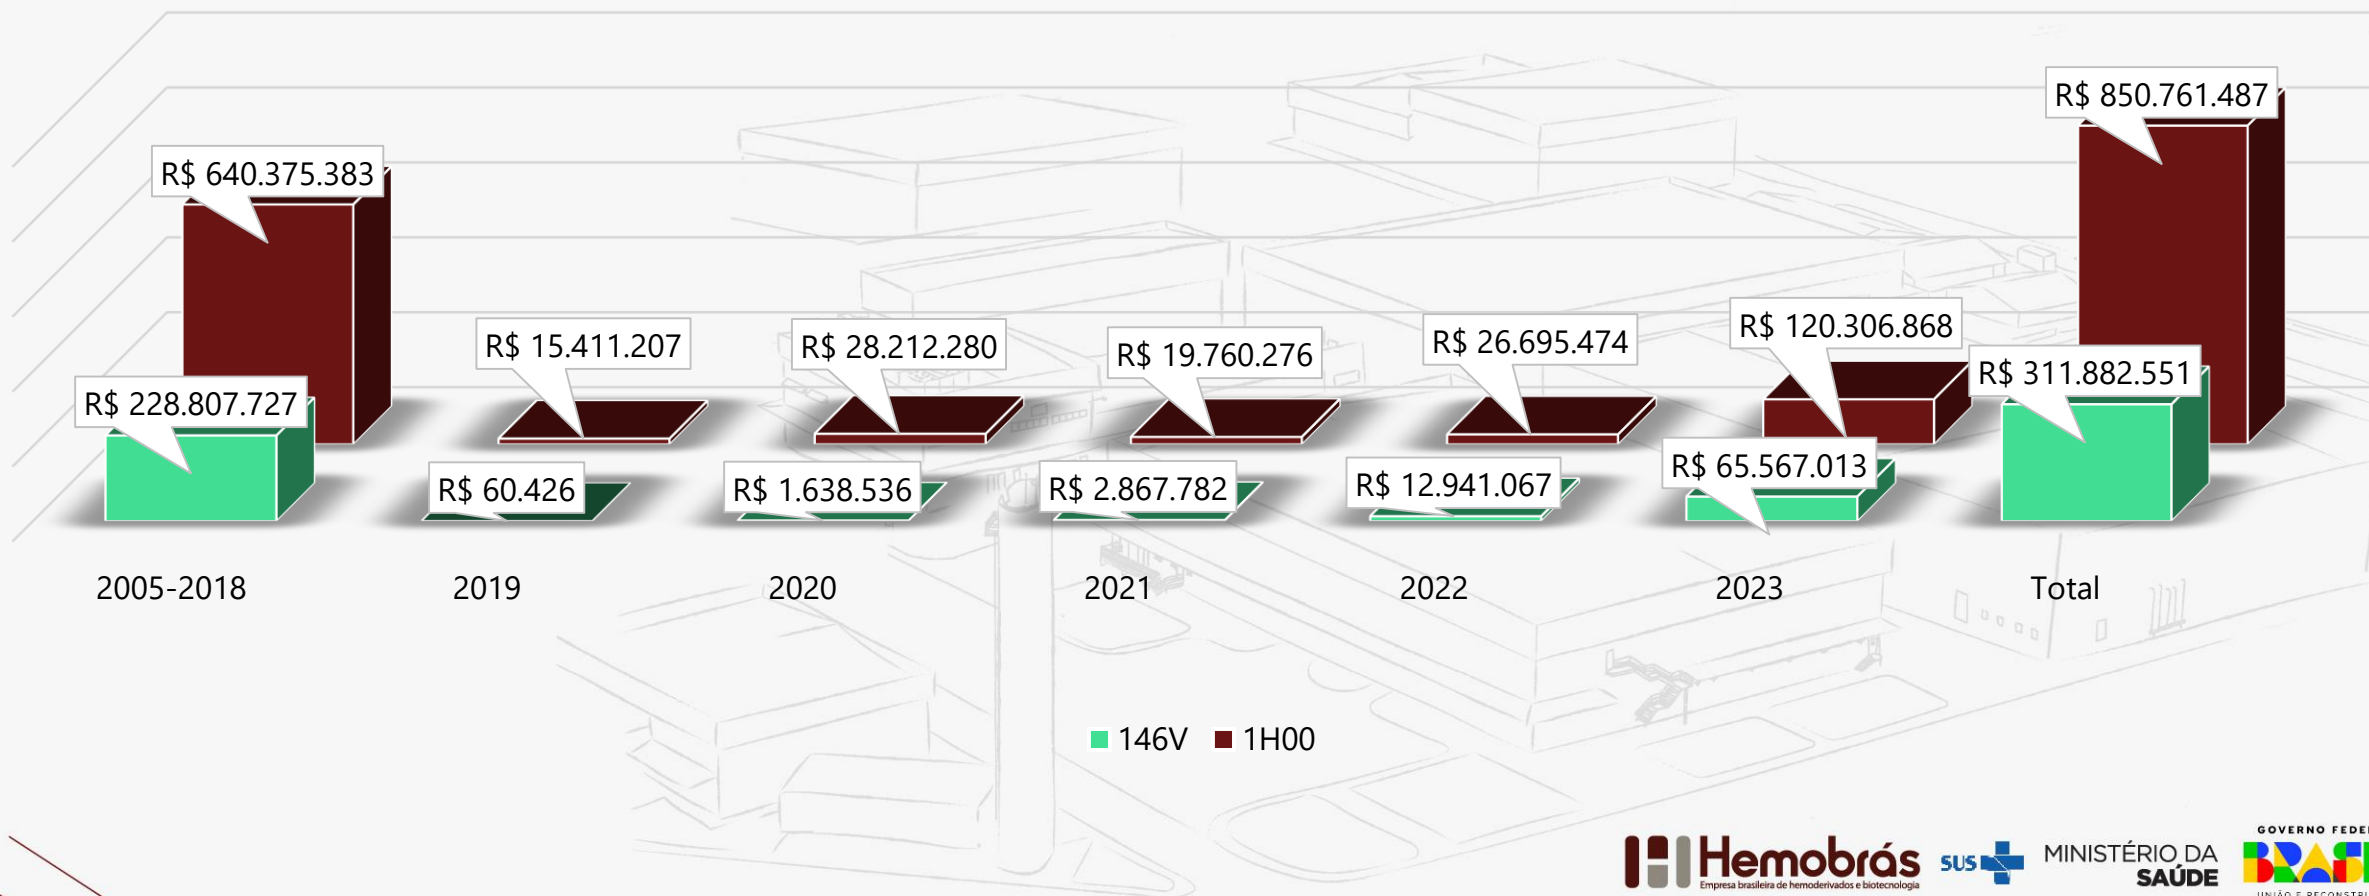 R$ 850.761.487
R$ 640.375.383
R$ 15.411.207
R$ 28.212.280
R$ 19.760.276
R$ 26.695.474
R$ 120.306.868
R$ 228.807.727
R$ 60.426
R$ 1.638.536
R$ 2.867.782
R$ 12.941.067
R$ 65.567.013
R$ 311.882.551
2005-2018 2019 2020 2021 2022 2023 Total
146V 1H00
Hemobrás
Empresa brasileira de hemoderivados e biotecnologia
SUS
MINISTÉRIO DA
SAÚDE
GOVERNO FEDE
BRASI
UNIÃO E RECONSTR